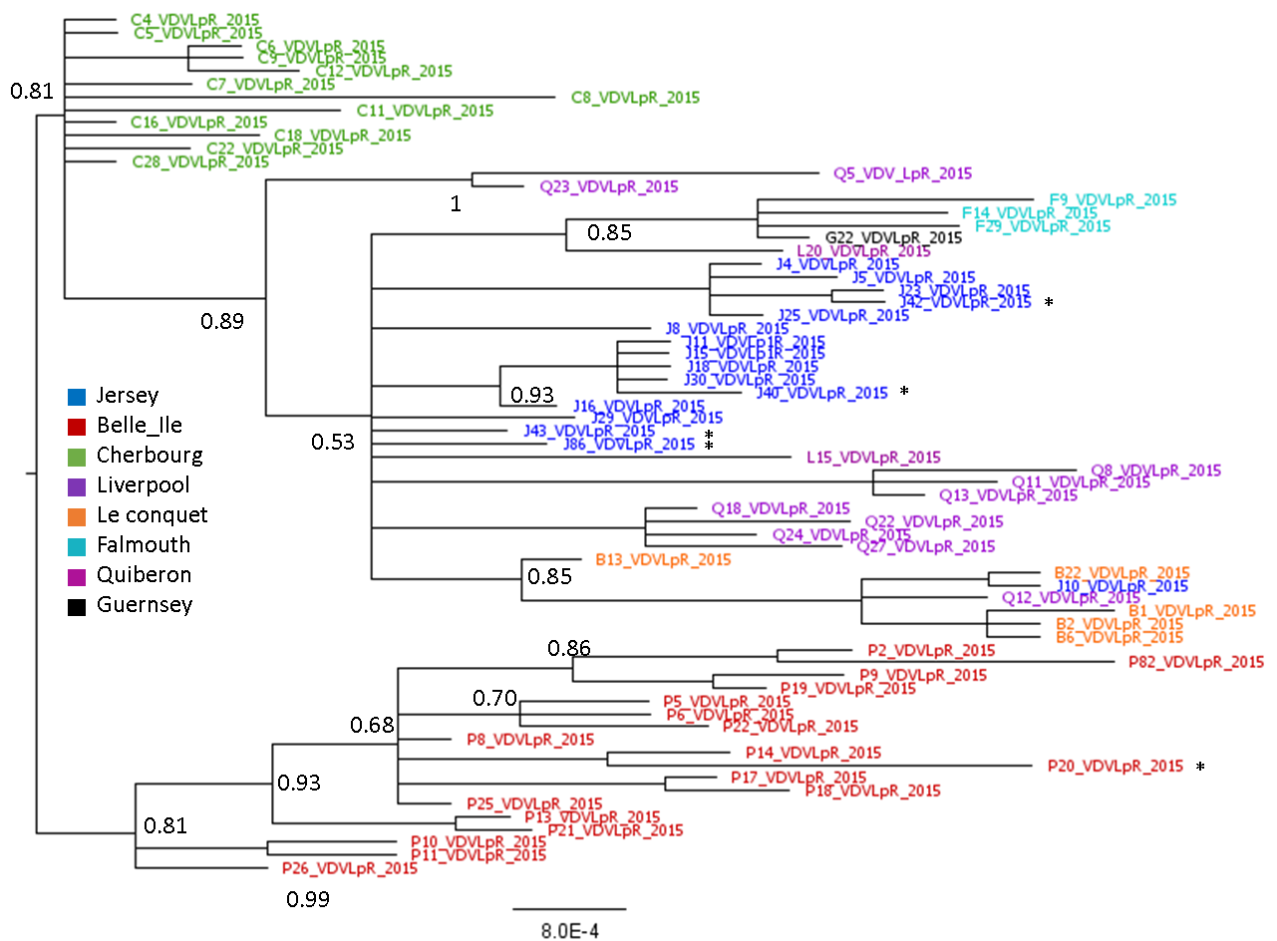 C4_VDVLpR_2015
C5_VDVLpR_2015
C6_VDVLpR_2015
C9_VDVLpR_2015
C12_VDVLpR_2015
C7_VDVLpR_2015
0.81
C8_VDVLpR_2015
C11_VDVLpR_2015
C16_VDVLpR_2015
C18_VDVLpR_2015
C22_VDVLpR_2015
C28_VDVLpR_2015
Q5_VDV_LpR_2015
Q23_VDVLpR_2015
1
F9_VDVLpR_2015
F14_VDVLpR_2015
F29_VDVLpR_2015
0.85
G22_VDVLpR_2015
L20_VDVLpR_2015
J4_VDVLpR_2015
J5_VDVLpR_2015
J23_VDVLpR_2015
J42_VDVLpR_2015 *
J25_VDVLpR_2015
0.89
J8_VDVLpR_2015
J11_VDVLp1R_2015
J15_VDVLp1R_2015
J18_VDVLpR_2015
J30_VDVLpR_2015
J40_VDVLpR_2015 *
0.93
J16_VDVLpR_2015
J29_VDVLpR_2015
J43_VDVLpR_2015 *
J86_VDVLpR_2015 *
0.53
L15_VDVLpR_2015
Q8_VDVLpR_2015
Q11_VDVLpR_2015
Q13_VDVLpR_2015
Q18_VDVLpR_2015
Q22_VDVLpR_2015
Q24_VDVLpR_2015
Q27_VDVLpR_2015
B13_VDVLpR_2015
0.85
B22_VDVLpR_2015
J10_VDVLpR_2015
Q12_VDVLpR_2015
B1_VDVLpR_2015
B2_VDVLpR_2015
B6_VDVLpR_2015
Jersey
Belle_Ile
Cherbourg
Liverpool
Le conquet
Falmouth
Quiberon
Guernsey
0.86
P2_VDVLpR_2015
P82_VDVLpR_2015
P9_VDVLpR_2015
P19_VDVLpR_2015
0.70
P5_VDVLpR_2015
P6_VDVLpR_2015
P22_VDVLpR_2015
0.68
P8_VDVLpR_2015
P14_VDVLpR_2015
P20_VDVLpR_2015 *
P17_VDVLpR_2015
P18_VDVLpR_2015
0.93
P25_VDVLpR_2015
P13_VDVLpR_2015
P21_VDVLpR_2015
0.81
P10_VDVLpR_2015
P11_VDVLpR_2015
P26_VDVLpR_2015
0.99
8.0E-4